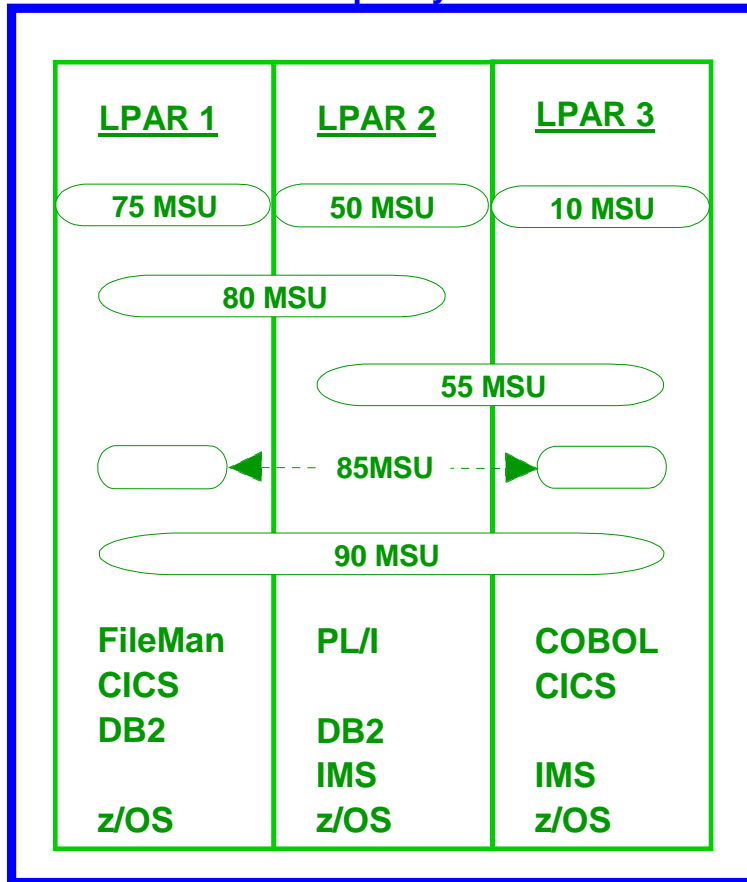 LPAR 1 LPAR 2 LPAR 3
75 MSU 50 MSU 10 MSU
80 MSU
55 MSU
85MSU
90 MSU
FileMan PL/I COBOL
CICS CICS
DB2 DB2
IMS IMS
z/OS z/OS z/OS